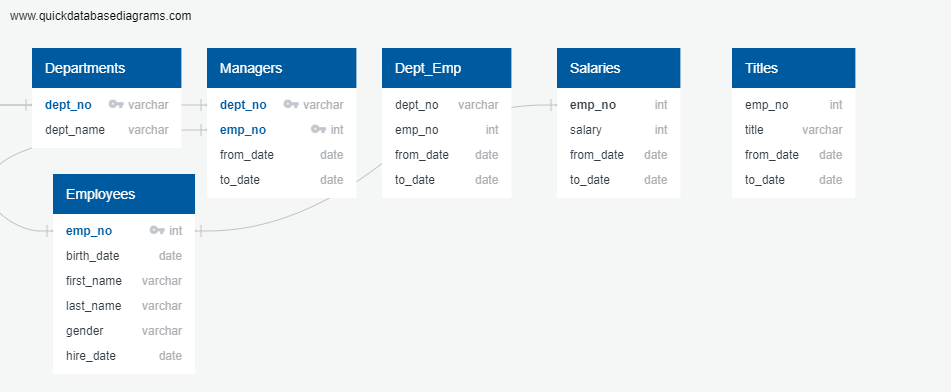 www.quickdatabasediagrams.com
Departments
dept_no varchar
dept_name varchar
Managers
dept_no varchar
emp_no int
from_date date
to_date date
Dept_Emp
dept_no varchar
emp_no int
from_date date
to_date date
Salaries
emp_no int
salary int
from_date date
to_date date
Titles
emp_no int
title varchar
from_date date
to_date date
Employees
emp_no int
birth_date date
first_name varchar
last_name varchar
gender varchar
hire_date date